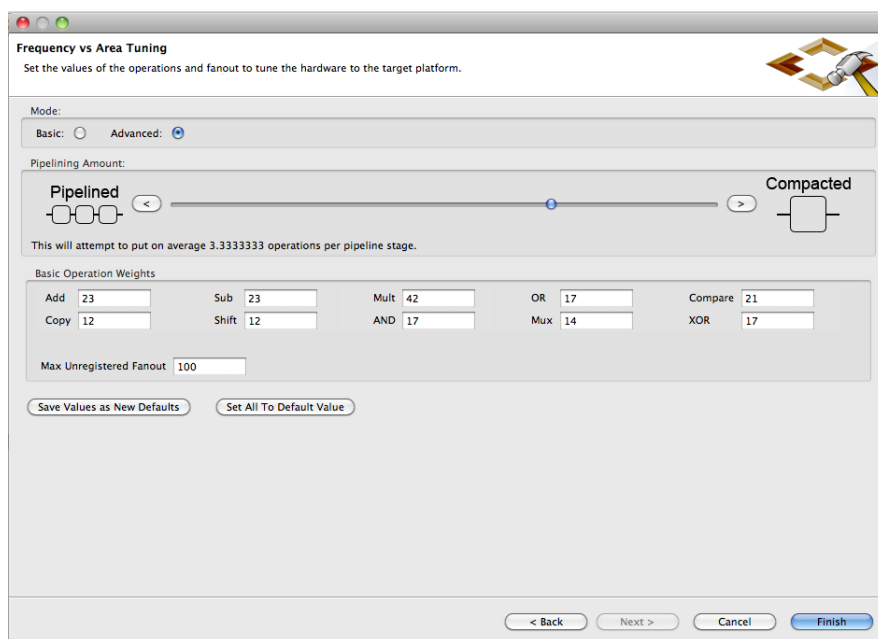 Frequency vs Area Tuning
Set the values of the operations and fanout to tune the hardware to the target platform.
Mode:
Basic: Advanced:
Pipelining Amount:
Pipelined < > Compacted
This will attempt to put on average 3.3333333 operations per pipeline stage.
Basic Operation Weights
Add 23 Sub 23 Mult 42 OR 17 Compare 21
Copy 12 Shift 12 AND 17 Mux 14 XOR 17
Max Unregistered Fanout 100
Save Values as New Defaults Set All To Default Value
< Back Next > Cancel Finish